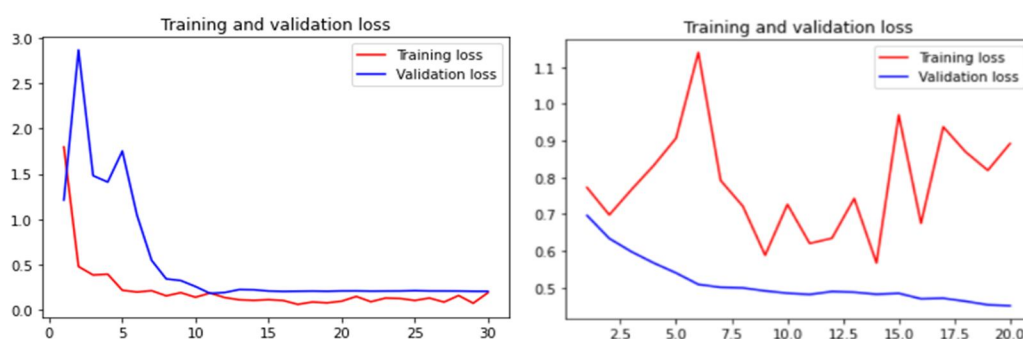 Training and validation loss
Training loss
Validation loss
3.0
2.5
2.0
1.5
1.0
0.5
0.0
0 5 10 15 20 25 30
Training and validation loss
Training loss
Validation loss
1.1
1.0
0.9
0.8
0.7
0.6
0.5
2.5 5.0 7.5 10.0 12.5 15.0 17.5 20.0